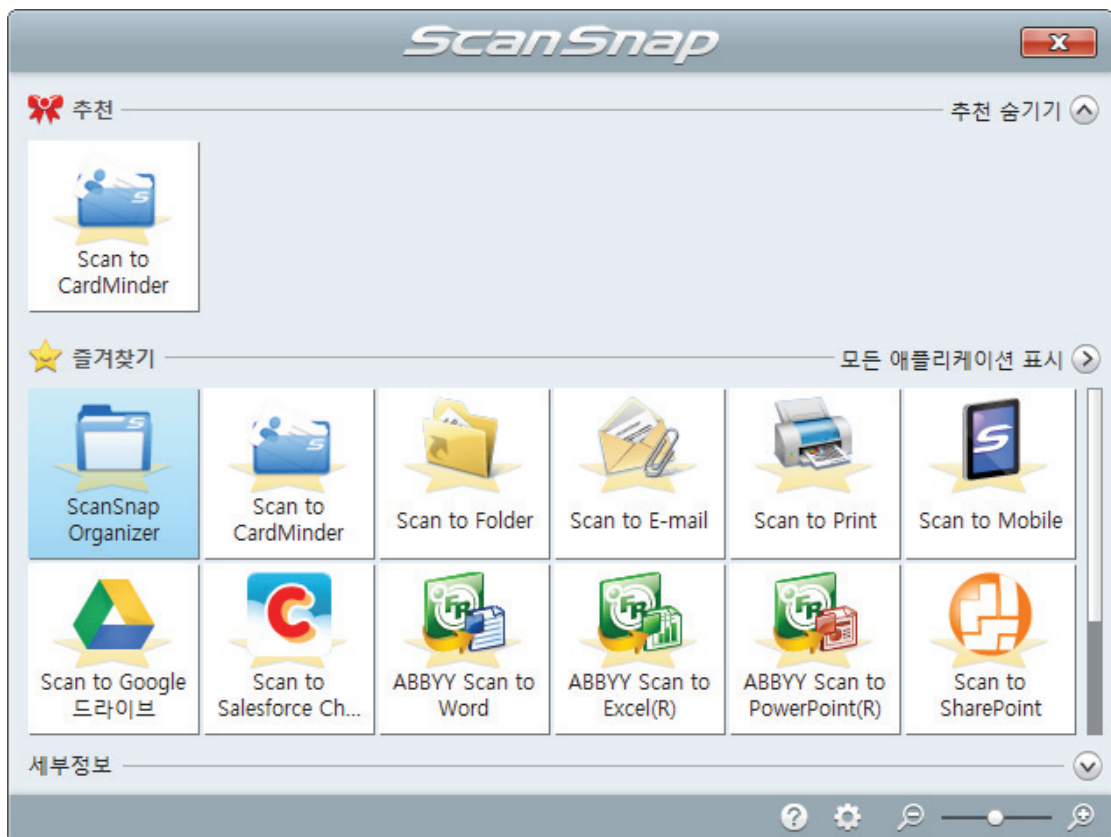 ScanSnap
추천
추천 숨기기
Scan to
CardMinder
즐겨찾기
모든 애플리케이션 표시
ScanSnap
Organizer
Scan to
CardMinder
Scan to Folder
Scan to E-mail
Scan to Print
Scan to Mobile
Scan to Google
드라이브
Scan to
Salesforce Ch...
ABBYY Scan to
Word
ABBYY Scan to
Excel(R)
ABBYY Scan to
PowerPoint(R)
Scan to
SharePoint
세부정보